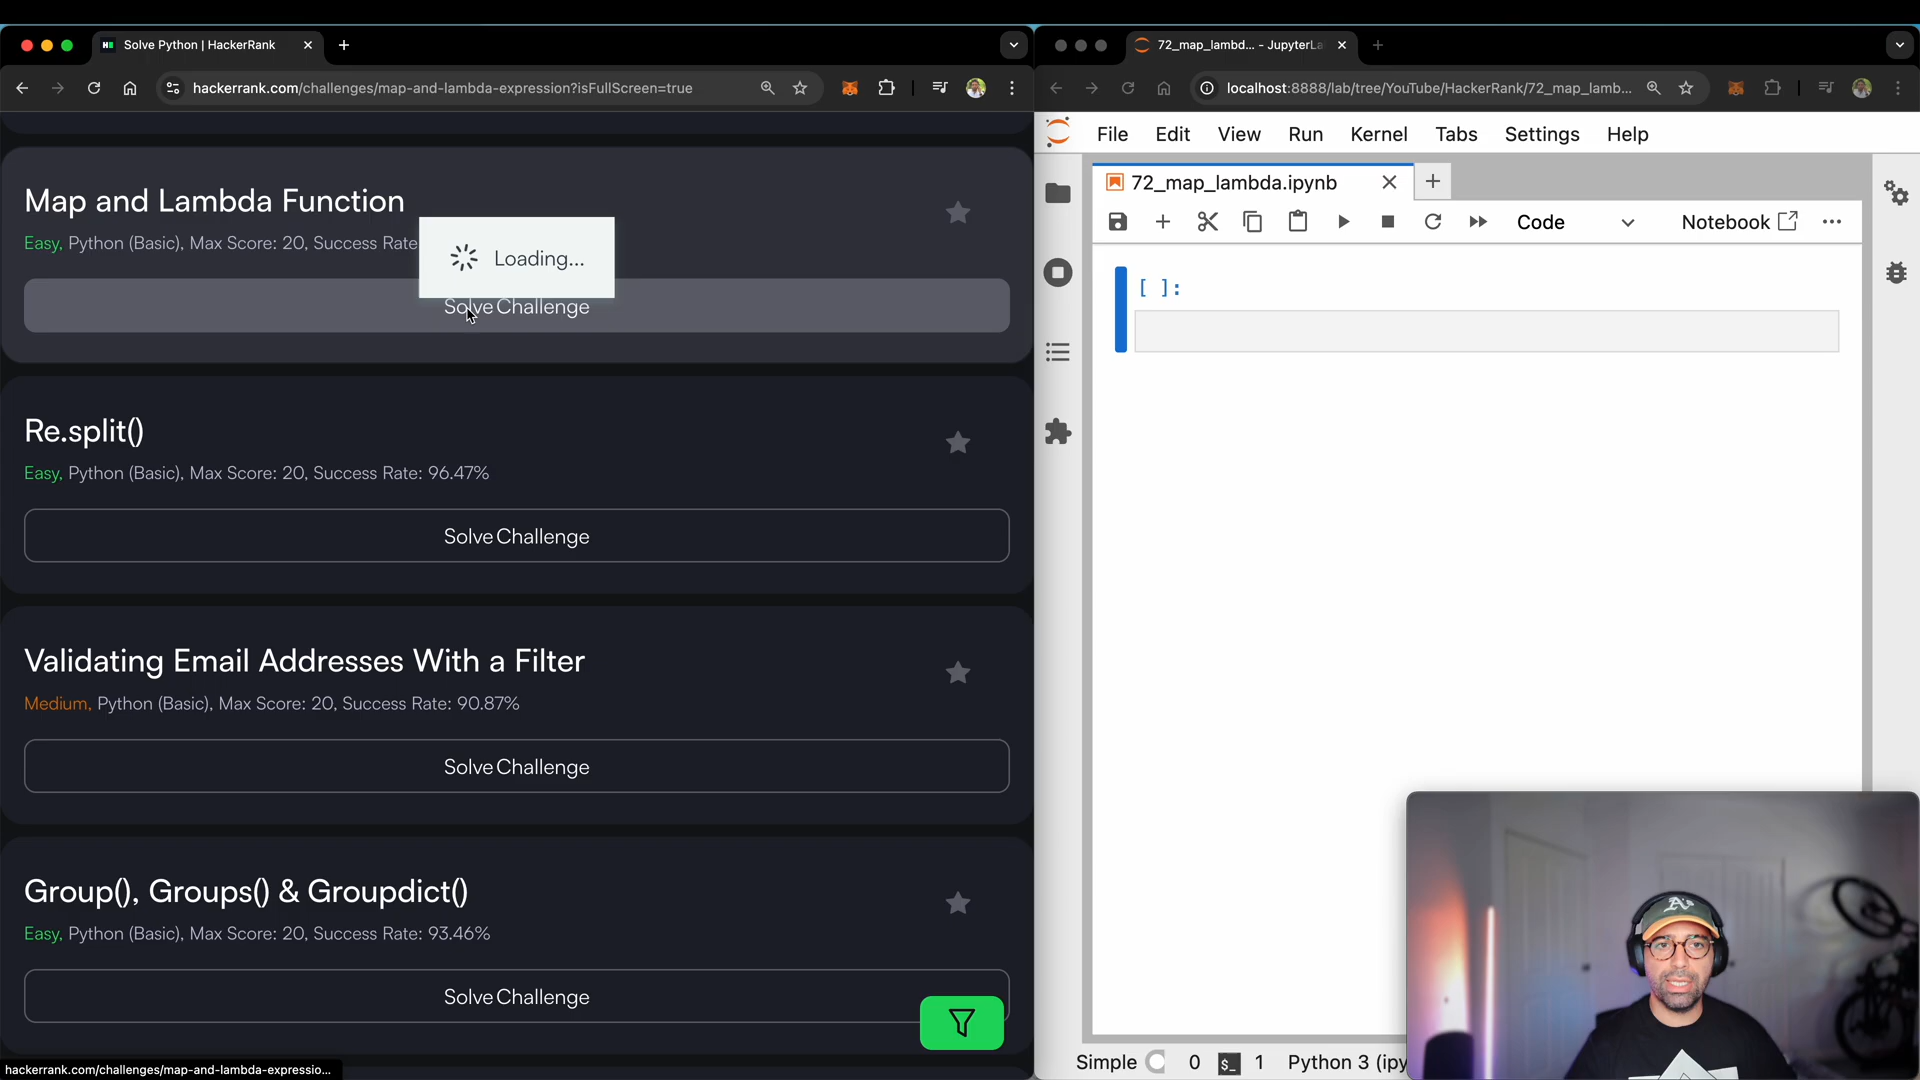 Solve Python | HackerRank
hackerrank.com/challenges/map-and-lambda-expression?isFullScreen=true
Map and Lambda Function
Easy, Python (Basic), Max Score: 20, Success Rate
Loading...
Solve Challenge
Re.split()
Easy, Python (Basic), Max Score: 20, Success Rate: 96.47%
Solve Challenge
Validating Email Addresses With a Filter
Medium, Python (Basic), Max Score: 20, Success Rate: 90.87%
Solve Challenge
Group(), Groups() & Groupdict()
Easy, Python (Basic), Max Score: 20, Success Rate: 93.46%
Solve Challenge
hackerrank.com/challenges/map-and-lambda-expressio...
72_map_lambd... - JupyterLa
localhost:8888/lab/tree/YouTube/HackerRank/72_map_lamb...
File Edit View Run Kernel Tabs Settings Help
72_map_lambda.ipynb
Code Notebook
[ ]:
Simple 0 $_ 1 Python 3 (ipy
A's